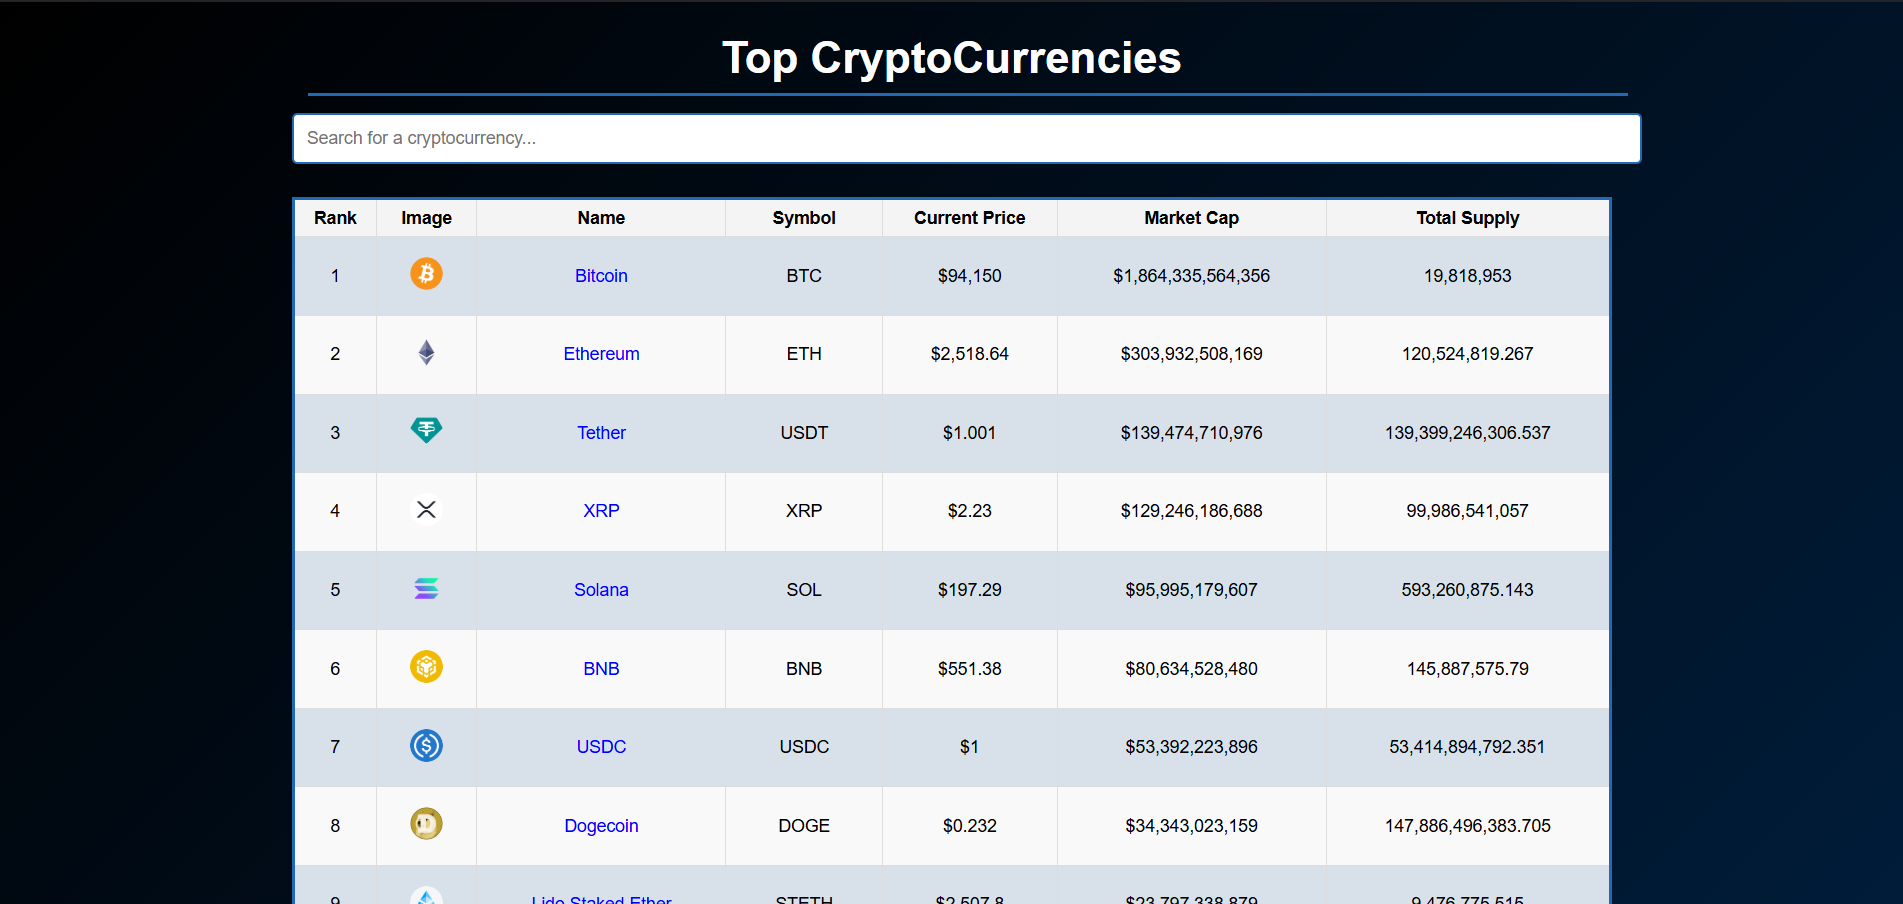 Top CryptoCurrencies
Search for a cryptocurrency...
Rank Image Name Symbol Current Price Market Cap Total Supply
1 Bitcoin BTC $94,150 $1,864,335,564,356 19,818,953
2 Ethereum ETH $2,518.64 $303,932,508,169 120,524,819.267
3 Tether USDT $1.001 $139,474,710,976 139,399,246,306.537
4 XRP XRP $2.23 $129,246,186,688 99,986,541,057
5 Solana SOL $197.29 $95,995,179,607 593,260,875.143
6 BNB BNB $551.38 $80,634,528,480 145,887,575.79
7 USDC USDC $1 $53,392,223,896 53,414,894,792.351
8 Dogecoin DOGE $0.232 $34,343,023,159 147,886,496,383.705
9 Lido Staked Ether STETH $2,507.8 $23,797,338,879 9,476,775.515